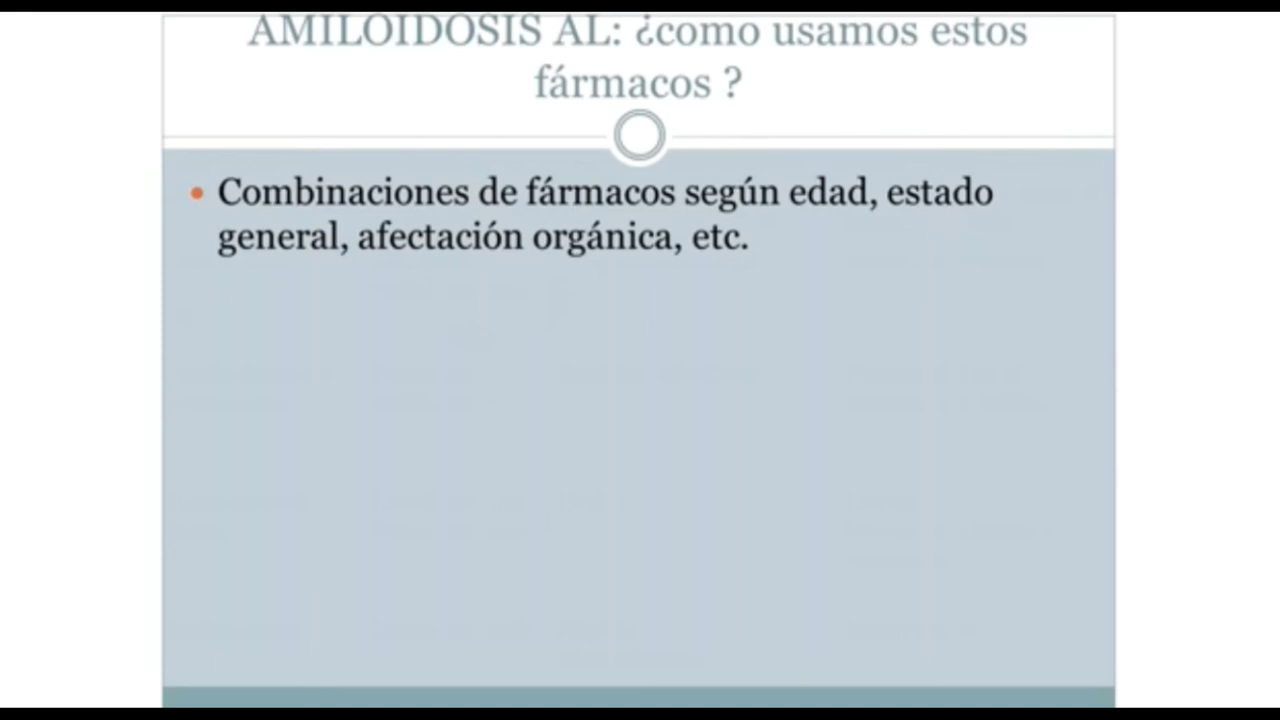 AMILOIDOSIS AL: ¿como usamos estos
fármacos ?
• Combinaciones de fármacos según edad, estado
general, afectación orgánica, etc.